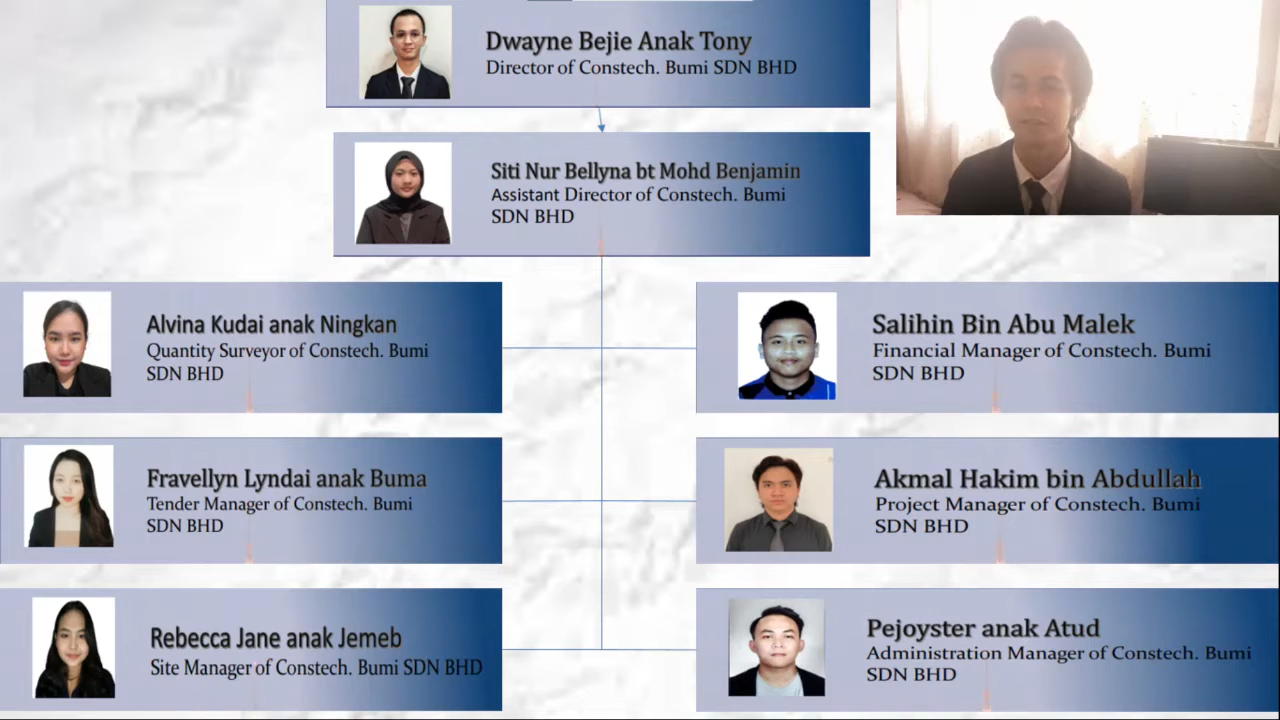 Dwayne Bejie Anak Tony
Director of Constech. Bumi SDN BHD
Siti Nur Bellyna bt Mohd Benjamin
Assistant Director of Constech. Bumi
SDN BHD
Alvina Kudai anak Ningkan
Quantity Surveyor of Constech. Bumi
SDN BHD
Salihin Bin Abu Malek
Financial Manager of Constech. Bumi
SDN BHD
Fravellyn Lyndai anak Buma
Tender Manager of Constech. Bumi
SDN BHD
Akmal Hakim bin Abdullah
Project Manager of Constech. Bumi
SDN BHD
Rebecca Jane anak Jemeb
Site Manager of Constech. Bumi SDN BHD
Pejoyster anak Atud
Administration Manager of Constech. Bumi
SDN BHD